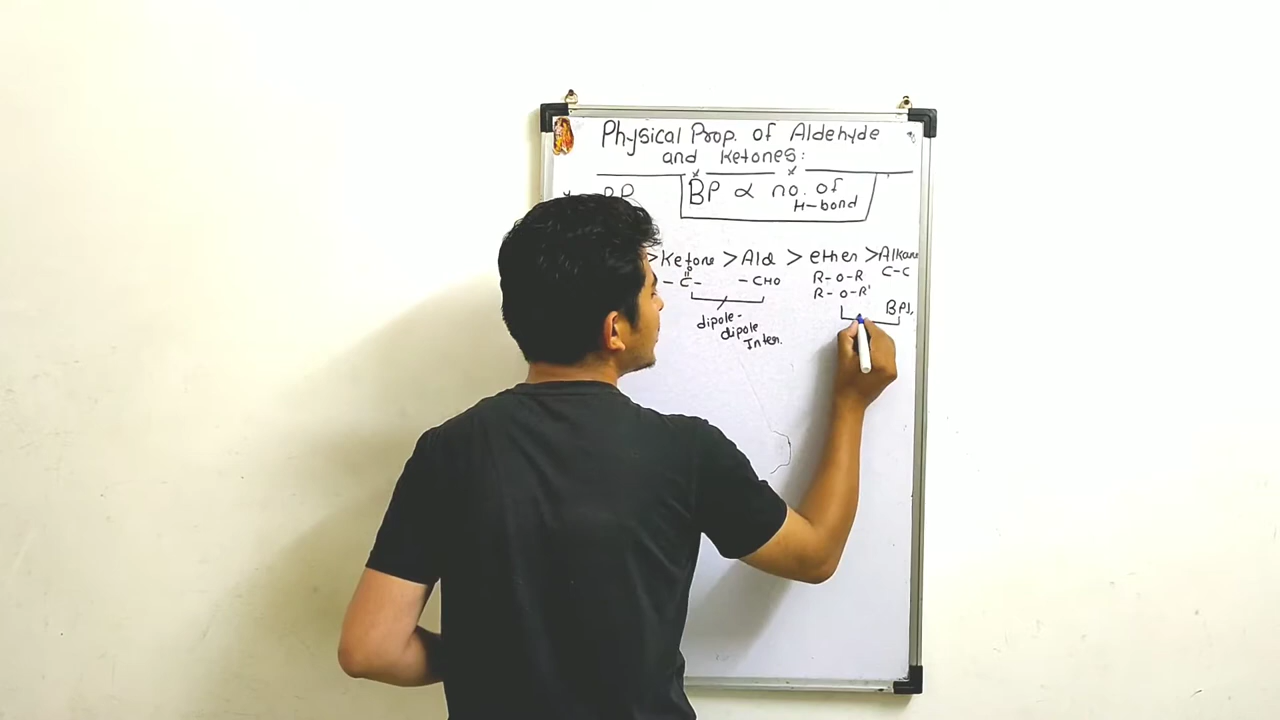 Physical Prop. of Aldehyde
and Ketones:
BP
BP ∝ no. of
H-bond
>Ketone > Ald > ether >Alkane
O
-C- -CHO R-O-R C-C
R-O-R'
BP↓
dipole-
dipole
Inter.